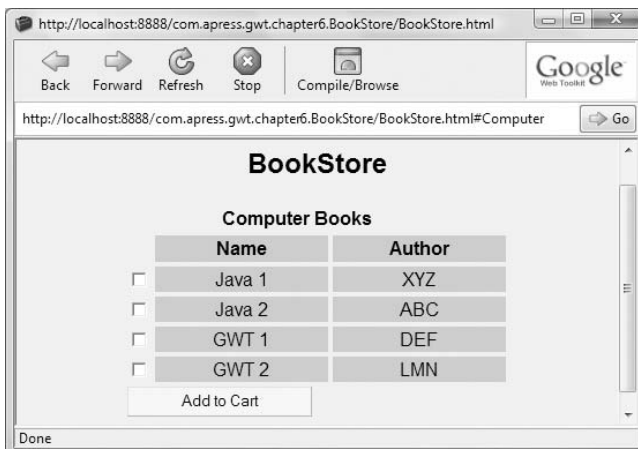 http://localhost:8888/com.apress.gwt.chapter6.BookStore/BookStore.html
Back Forward Refresh Stop Compile/Browse
Google
Web Toolkit
http://localhost:8888/com.apress.gwt.chapter6.BookStore/BookStore.html#Computer Go
BookStore
Computer Books
Name Author
Java 1 XYZ
Java 2 ABC
GWT 1 DEF
GWT 2 LMN
Add to Cart
Done